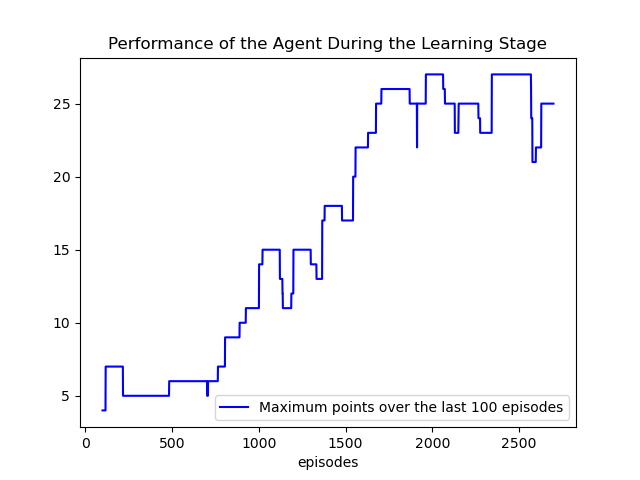 Performance of the Agent During the Learning Stage
25
20
15
10
5
Maximum points over the last 100 episodes
0 500 1000 1500 2000 2500
episodes